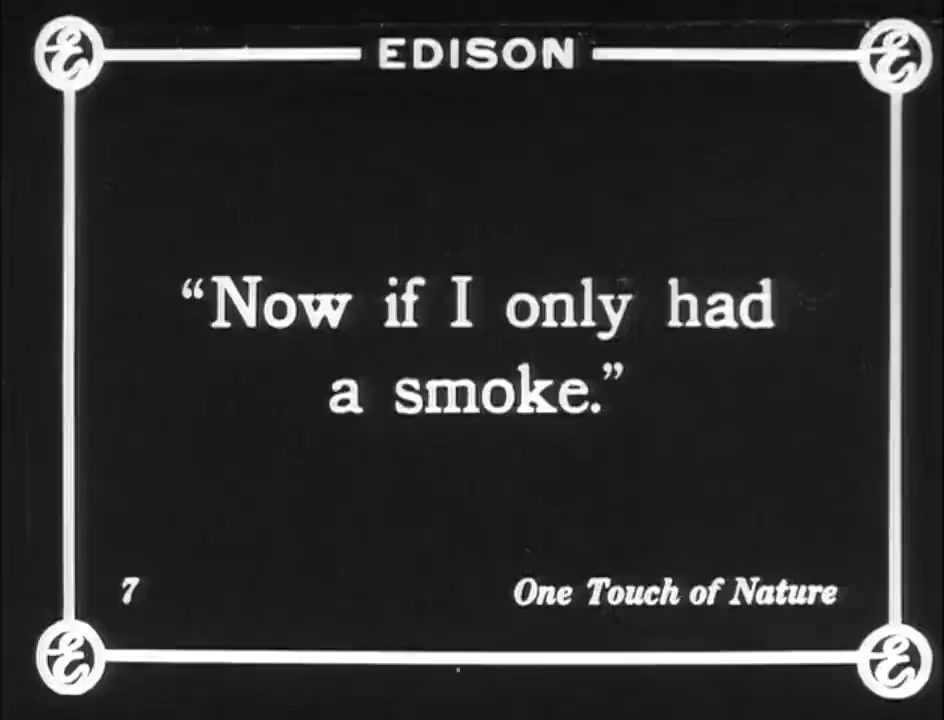 EDISON
“Now if I only had
a smoke.”
7
One Touch of Nature